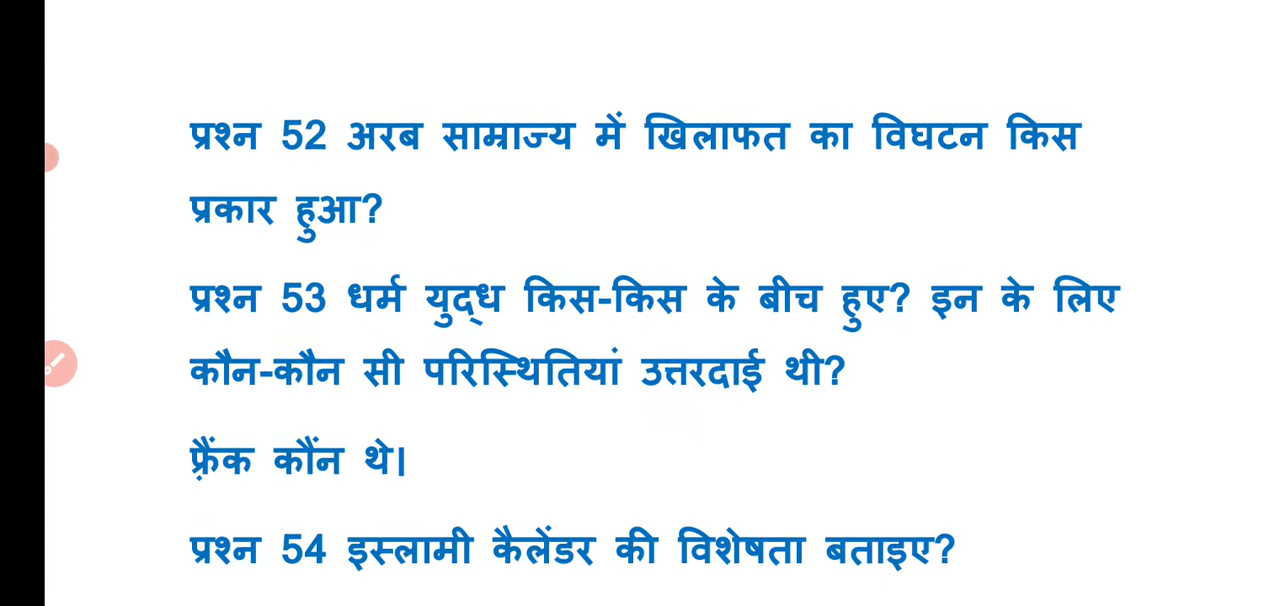 प्रश्न 52 अरब साम्राज्य में खिलाफत का विघटन किस
प्रकार हुआ?
प्रश्न 53 धर्म युद्ध किस-किस के बीच हुए? इन के लिए
कौन-कौन सी परिस्थितियां उत्तरदाई थी?
फ़्रैंक कौंन थे।
प्रश्न 54 इस्लामी कैलेंडर की विशेषता बताइए?